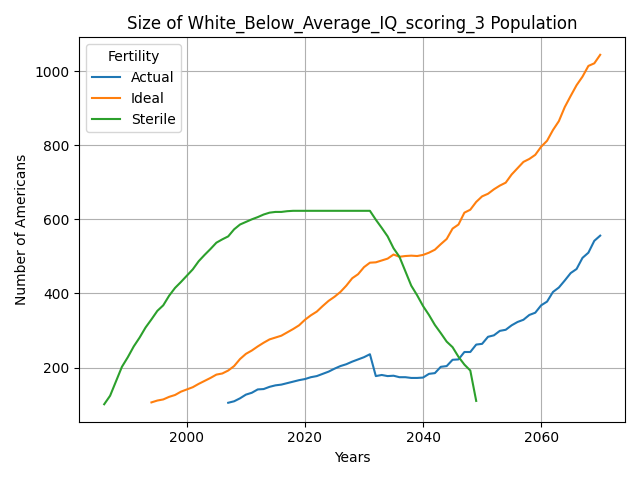 Size of White_Below_Average_IQ_scoring_3 Population
Fertility
Actual
Ideal
Sterile
Number of Americans
1000
800
600
400
200
2000
2020
2040
2060
Years